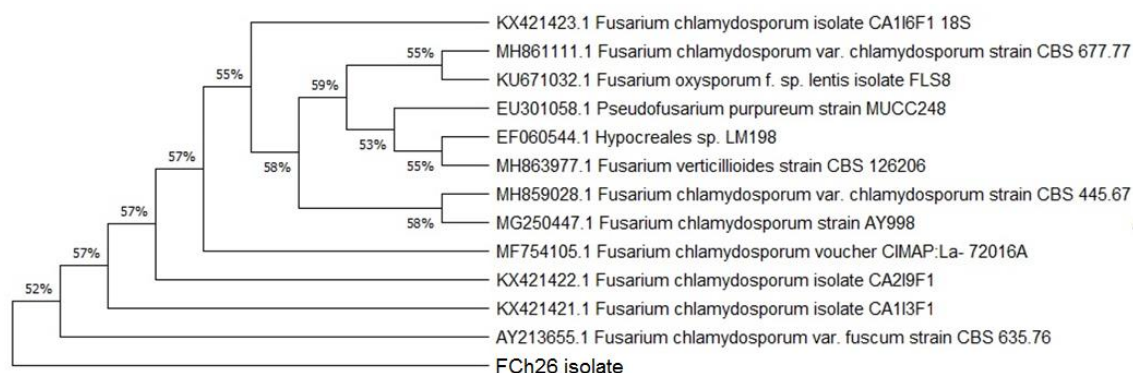 KX421423.1 Fusarium chlamydosporum isolate CA1I6F1 18S
55%
MH861111.1 Fusarium chlamydosporum var. chlamydosporum strain CBS 677.77
55%
59%
KU671032.1 Fusarium oxysporum f. sp. lentis isolate FLS8
EU301058.1 Pseudofusarium purpureum strain MUCC248
53%
EF060544.1 Hypocreales sp. LM198
57%
58%
55%
MH863977.1 Fusarium verticillioides strain CBS 126206
MH859028.1 Fusarium chlamydosporum var. chlamydosporum strain CBS 445.67
57%
58%
MG250447.1 Fusarium chlamydosporum strain AY998
57%
MF754105.1 Fusarium chlamydosporum voucher CIMAP:La- 72016A
KX421422.1 Fusarium chlamydosporum isolate CA2I9F1
52%
KX421421.1 Fusarium chlamydosporum isolate CA1I3F1
AY213655.1 Fusarium chlamydosporum var. fuscum strain CBS 635.76
FCh26 isolate